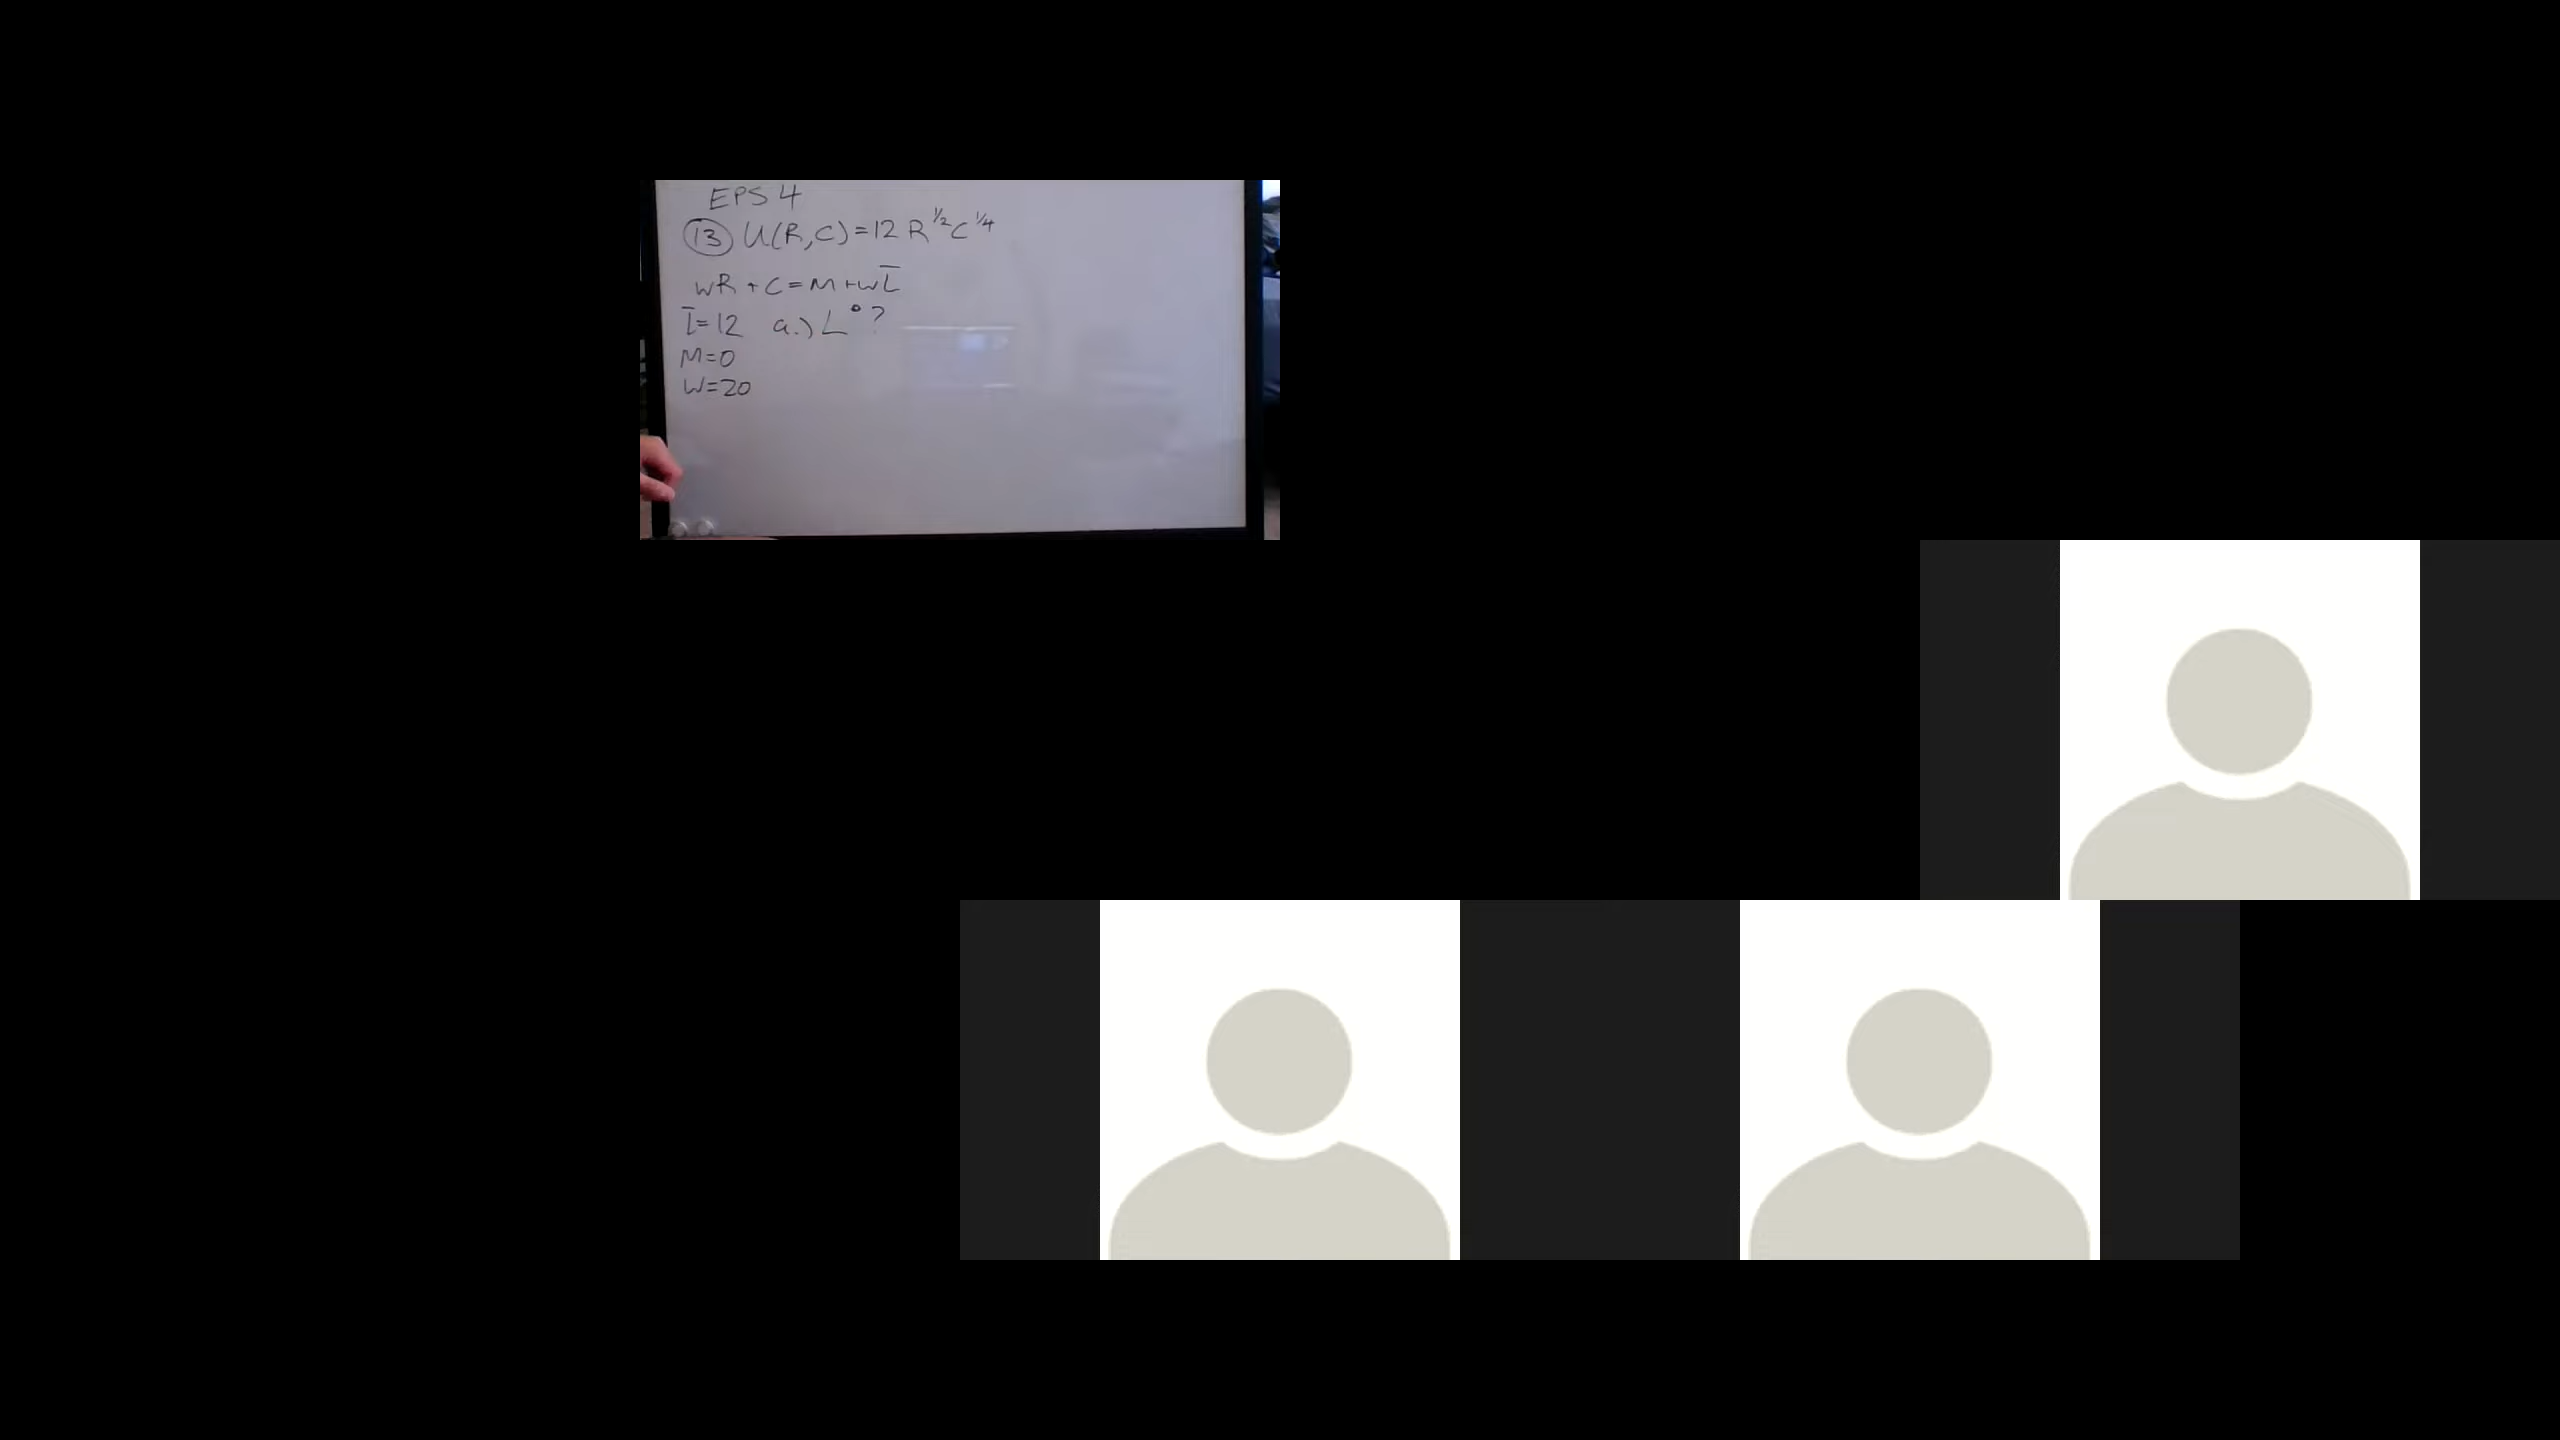 EPS 4
13 U(R,C)=12 R^1/2 C^1/4
wR + C = M + wL̅
L̅=12 a.) L° ?
M=0
W=20